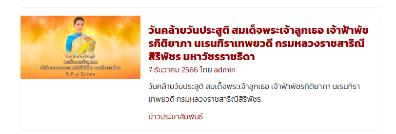 วันคล้ายวันประสูติ สมเด็จพระเจ้าลูกเธอ เจ้าฟ้าพัชรกิติยาภา นเรนทิราเทพยวดี กรมหลวงราชสาริณีสิริพัชร มหาวัชรราชธิดา
7 ธันวาคม 2566 โดย admin
วันคล้ายวันประสูติ สมเด็จพระเจ้าลูกเธอ เจ้าฟ้าพัชรกิติยาภา นเรนทิราเทพยวดี กรมหลวงราชสาริณีสิริพัชร
ข่าวประชาสัมพันธ์